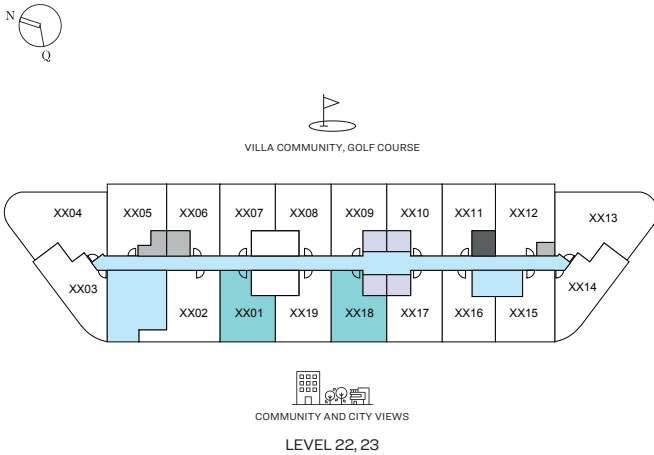 N
Q
VILLA COMMUNITY, GOLF COURSE
XX04
XX05
XX06
XX07
XX08
XX09
XX10
XX11
XX12
XX13
XX03
XX02
XX01
XX19
XX18
XX17
XX16
XX15
XX14
COMMUNITY AND CITY VIEWS
LEVEL 22, 23